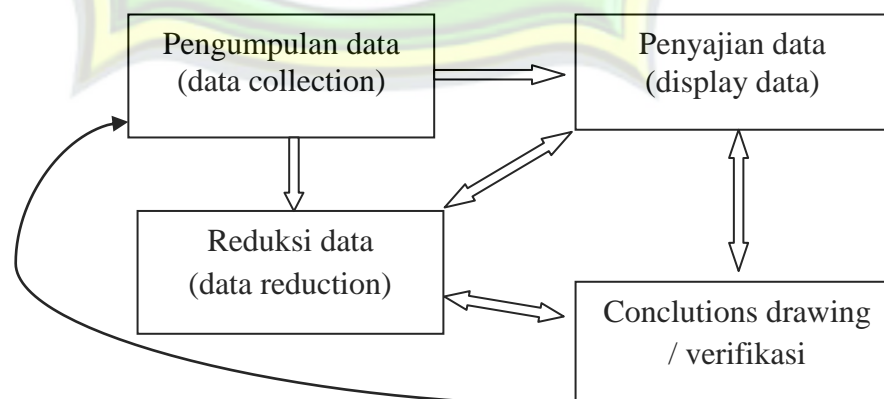 Pengumpulan data
(data collection)
Penyajian data
(display data)
Reduksi data
(data reduction)
Conclutions drawing
/ verifikasi